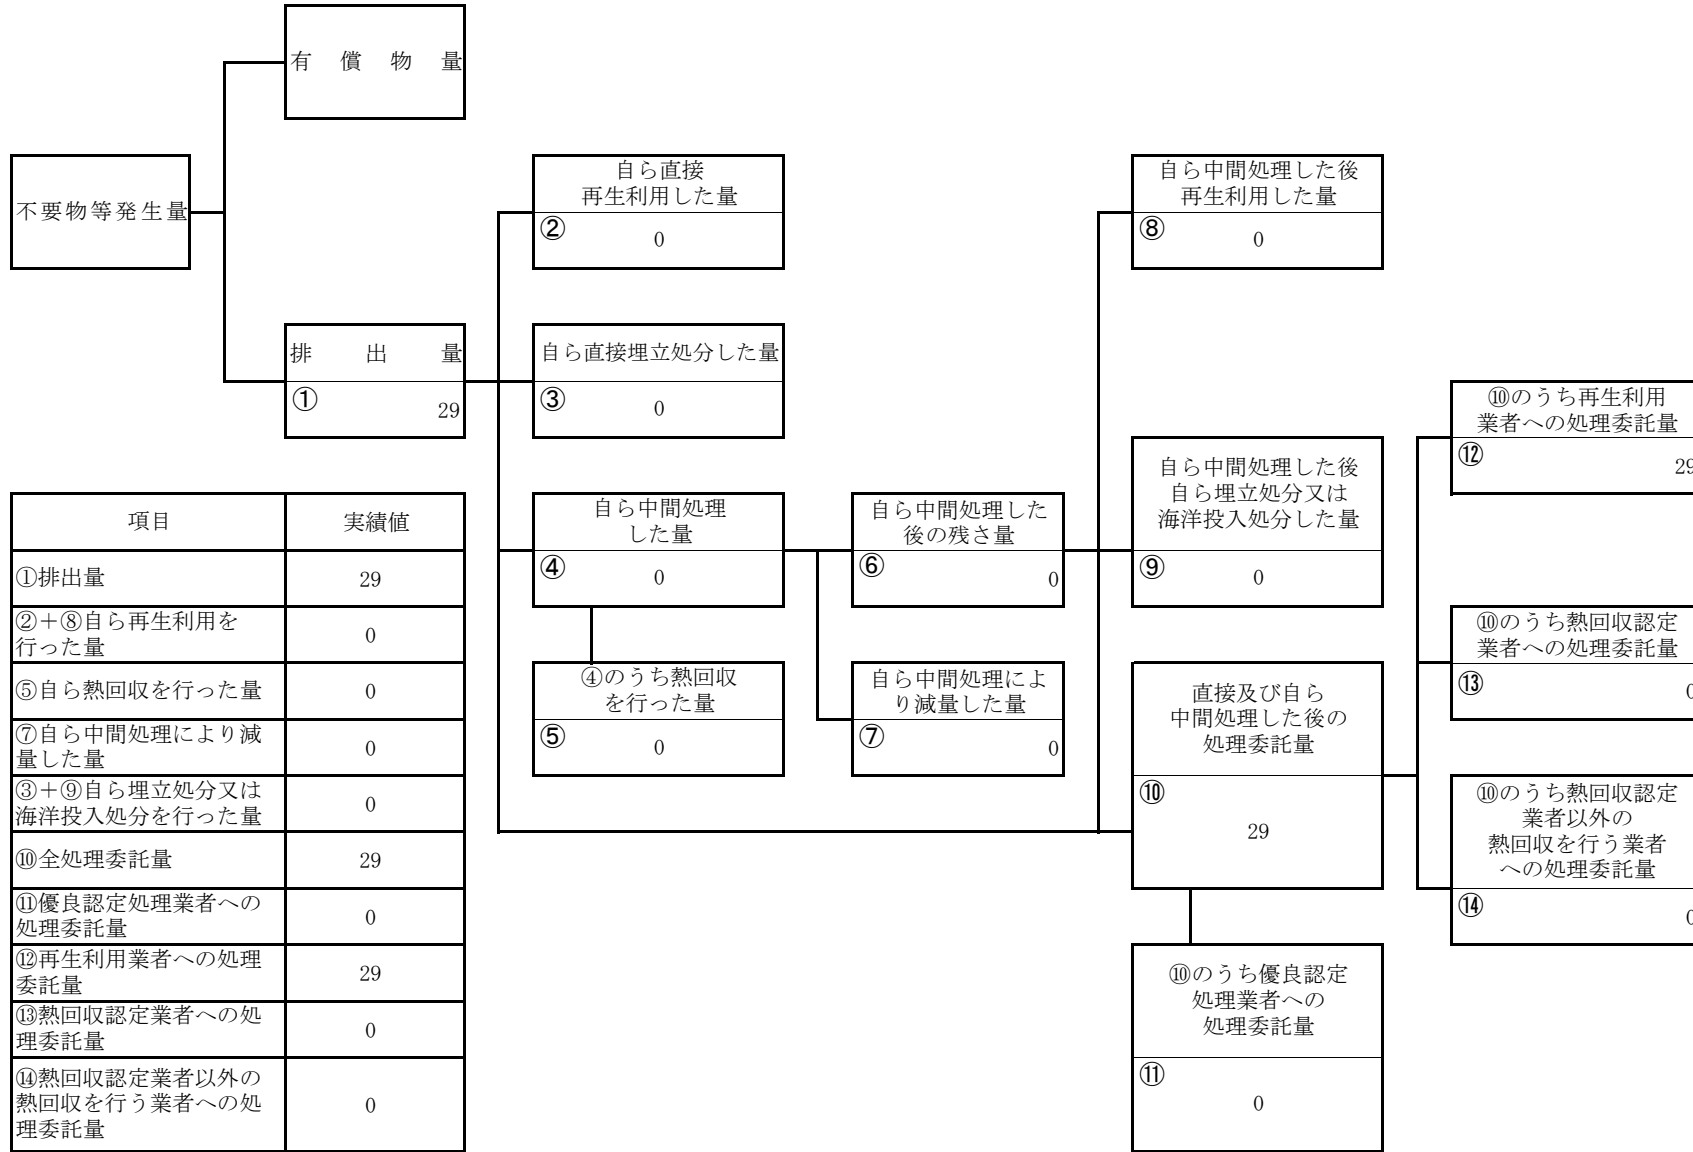 有償物量
不要物等発生量
排出量
①
29
自ら直接
再生利用した量
②
0
自ら直接埋立処分した量
③
0
自ら中間処理
した量
④
0
④のうち熱回収
を行った量
⑤
0
自ら中間処理した
後の残さ量
⑥
0
自ら中間処理によ
り減量した量
⑦
0
自ら中間処理した後
再生利用した量
⑧
0
自ら中間処理した後
自ら埋立処分又は
海洋投入処分した量
⑨
0
直接及び自ら
中間処理した後の
処理委託量
⑩
29
⑩のうち優良認定
処理業者への
処理委託量
⑪
0
⑩のうち再生利用
業者への処理委託量
⑫
29
⑩のうち熱回収認定
業者への処理委託量
⑬
0
⑩のうち熱回収認定
業者以外の
熱回収を行う業者
への処理委託量
⑭
0
項目 実績値
①排出量 29
②+⑧自ら再生利用を
行った量 0
⑤自ら熱回収を行った量 0
⑦自ら中間処理により減
量した量 0
③+⑨自ら埋立処分又は
海洋投入処分を行った量 0
⑩全処理委託量 29
⑪優良認定処理業者への
処理委託量 0
⑫再生利用業者への処理
委託量 29
⑬熱回収認定業者への処
理委託量 0
⑭熱回収認定業者以外の
熱回収を行う業者への処
理委託量 0